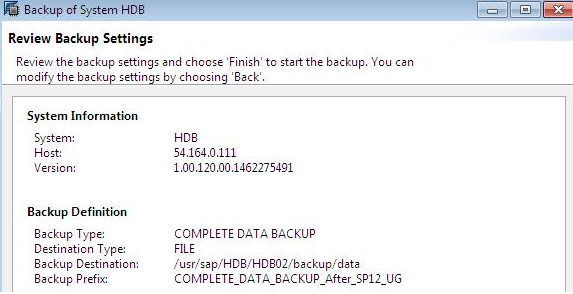 Backup of System HDB
Review Backup Settings
Review the backup settings and choose 'Finish' to start the backup. You can
modify the backup settings by choosing 'Back'.
System Information
System: HDB
Host: 54.164.0.111
Version: 1.00.120.00.1462275491
Backup Definition
Backup Type: COMPLETE DATA BACKUP
Destination Type: FILE
Backup Destination: /usr/sap/HDB/HDB02/backup/data
Backup Prefix: COMPLETE_DATA_BACKUP_After_SP12_UG